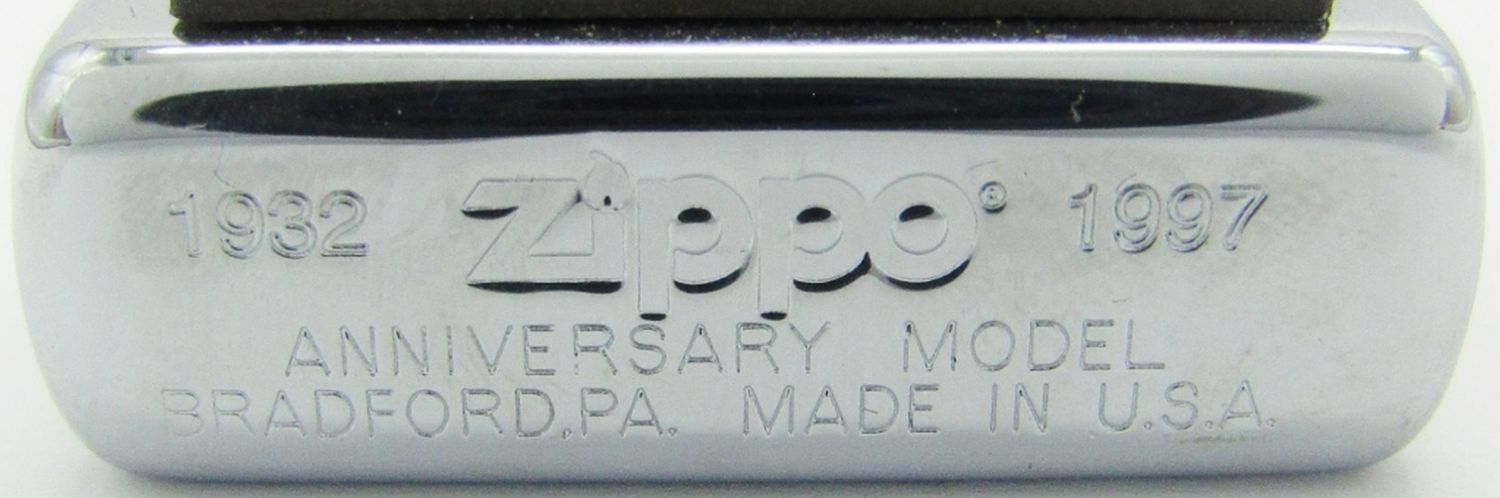 1932 Zippo® 1997
ANNIVERSARY MODEL
BRADFORD,PA. MADE IN U.S.A.